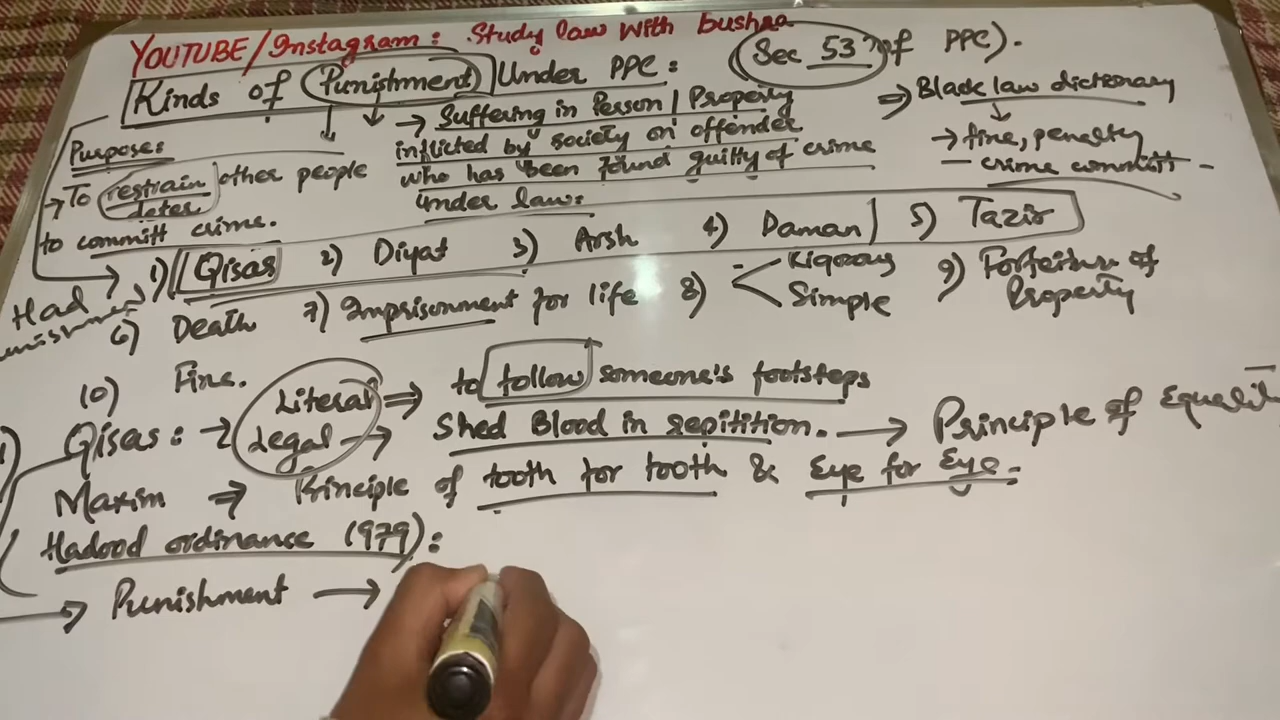 YOUTUBE/Instagram: Study law with bushra
Kinds of Punishment Under PPC: (Sec 53 of PPC).
→ Suffering in Person / Property
inflicted by society on offender
who has been found guilty of crime
under law:
⇒ Black law dictionary
→ fine, penalty
— crime committ -
Purpose:
→ To restrain other people
deter
to committ crime.
Had
1) Qisas 2) Diyat 3) Arsh 4) Daman 5) Tazir
6) Death 7) Imprisonment for life 8) Rigorous
Simple
9) Forfeiture of
Property
10) Fine.
1) Qisas: → Literal ⇒ to follow someone's footsteps
Legal → Shed Blood in repitition. → Principle of Equality
Maxim ⇒ Principle of tooth for tooth & Eye for Eye:
Hadood ordinance (1979):
→ Punishment →